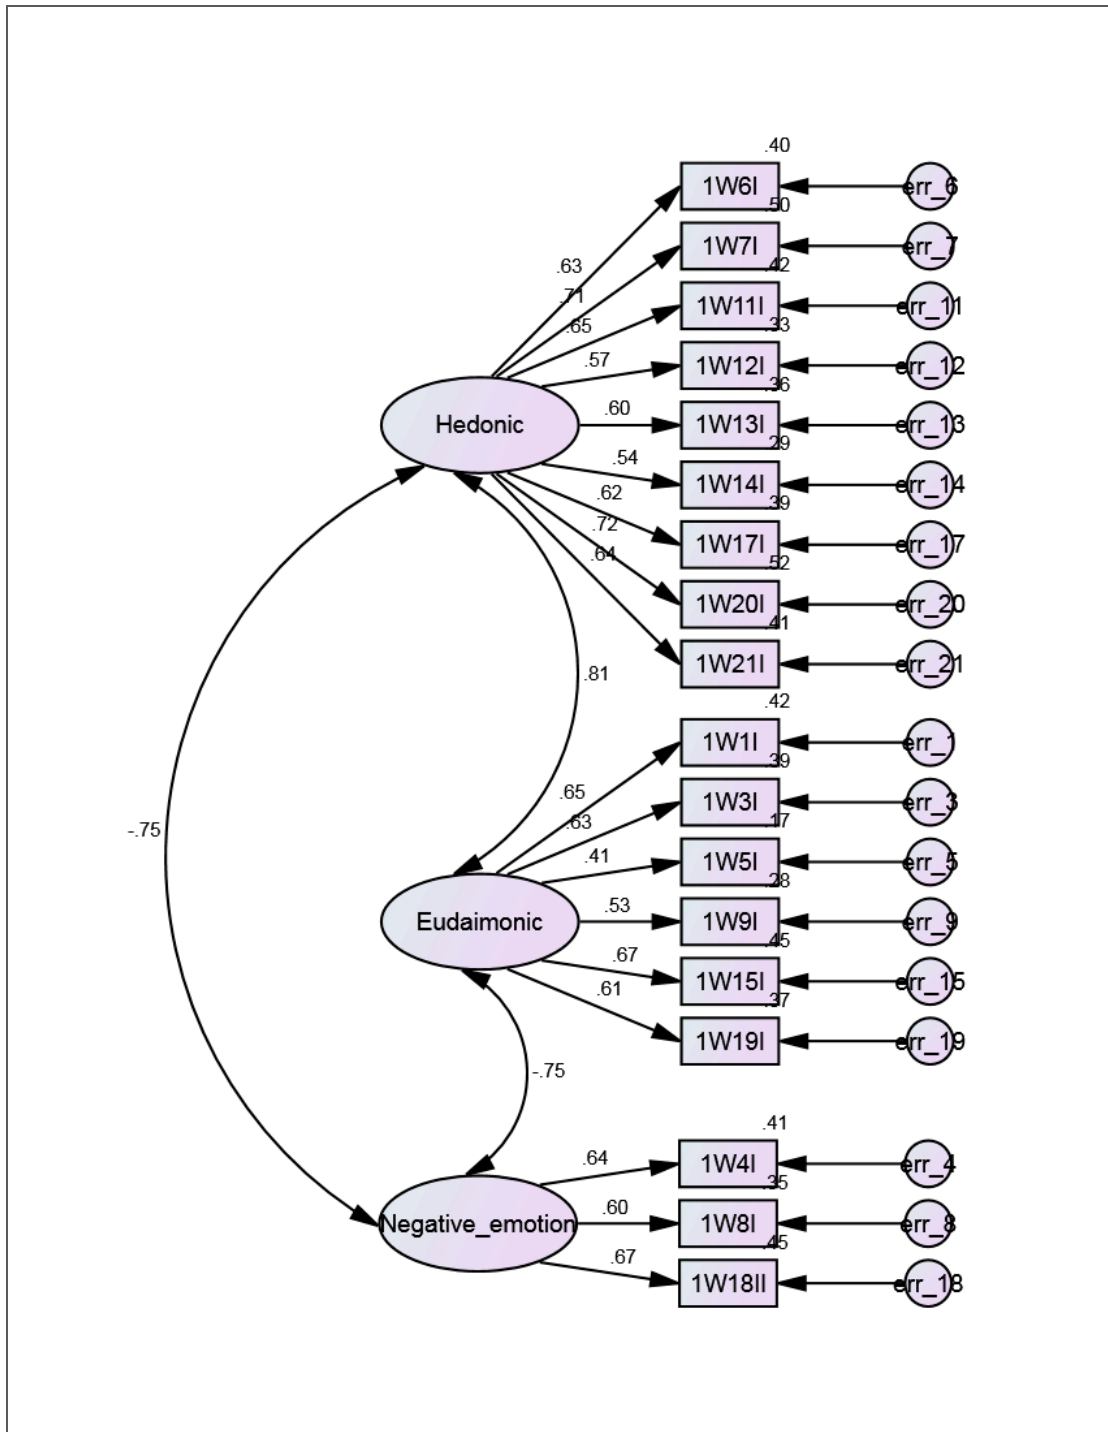 .40
1W6I
err_6
.50
1W7I
err_7
.63
.42
.71
1W11I
err_11
.65
.33
.57
1W12I
err_12
.36
Hedonic
.60
1W13I
err_13
.29
.54
1W14I
err_14
.62
.39
.72
1W17I
err_17
.64
.52
1W20I
err_20
.41
1W21I
err_21
.81
.42
1W1I
err_1
.39
.65
1W3I
err_3
.63
.17
-.75
.41
1W5I
err_5
.28
Eudaimonic
.53
1W9I
err_9
.45
.67
1W15I
err_15
.61
.37
1W19I
err_19
-.75
.41
.64
1W4I
err_4
.35
Negative_emotion
.60
1W8I
err_8
.45
.67
1W18II
err_18